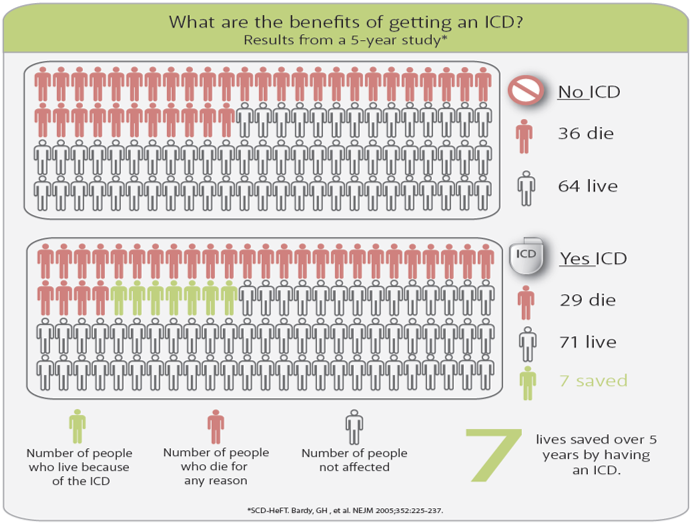 What are the benefits of getting an ICD?
Results from a 5-year study*
No ICD
36 die
64 live
ICD
Yes ICD
29 die
71 live
7 saved
Number of people
who live because
of the ICD
Number of people
who die for
any reason
Number of people
not affected
7
lives saved over 5
years by having
an ICD.
*SCD-HeFT. Bardy, GH , et al. NEJM 2005;352:225-237.